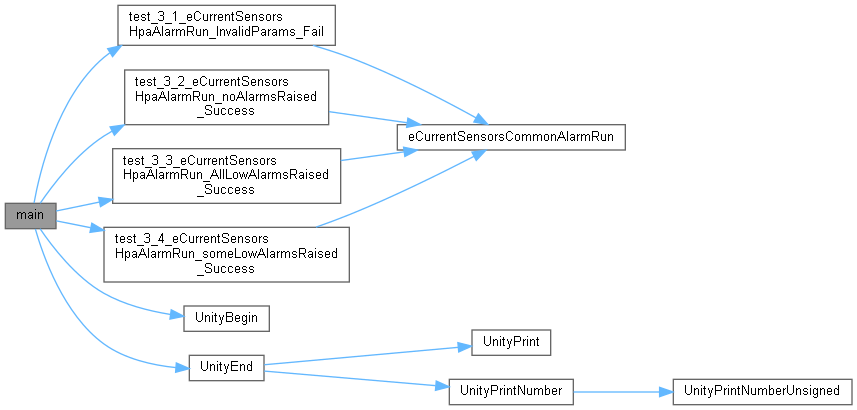 test_3_1_eCurrentSensors
HpaAlarmRun_InvalidParams_Fail
test_3_2_eCurrentSensors
HpaAlarmRun_noAlarmsRaised
_Success
eCurrentSensorsCommonAlarmRun
test_3_3_eCurrentSensors
HpaAlarmRun_AllLowAlarmsRaised
_Success
main
test_3_4_eCurrentSensors
HpaAlarmRun_someLowAlarmsRaised
_Success
UnityBegin
UnityEnd
UnityPrint
UnityPrintNumber
UnityPrintNumberUnsigned